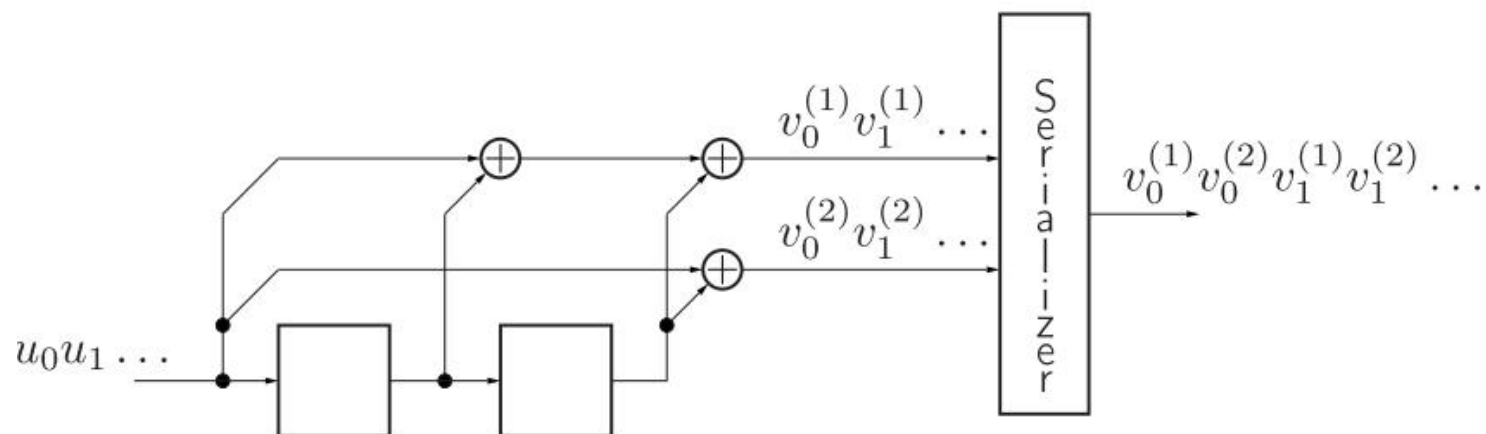 v_0^{(1)} v_1^{(1)} ...
v_0^{(2)} v_1^{(2)} ...
u_0 u_1 ...
Serializer
v_0^{(1)} v_0^{(2)} v_1^{(1)} v_1^{(2)} ...